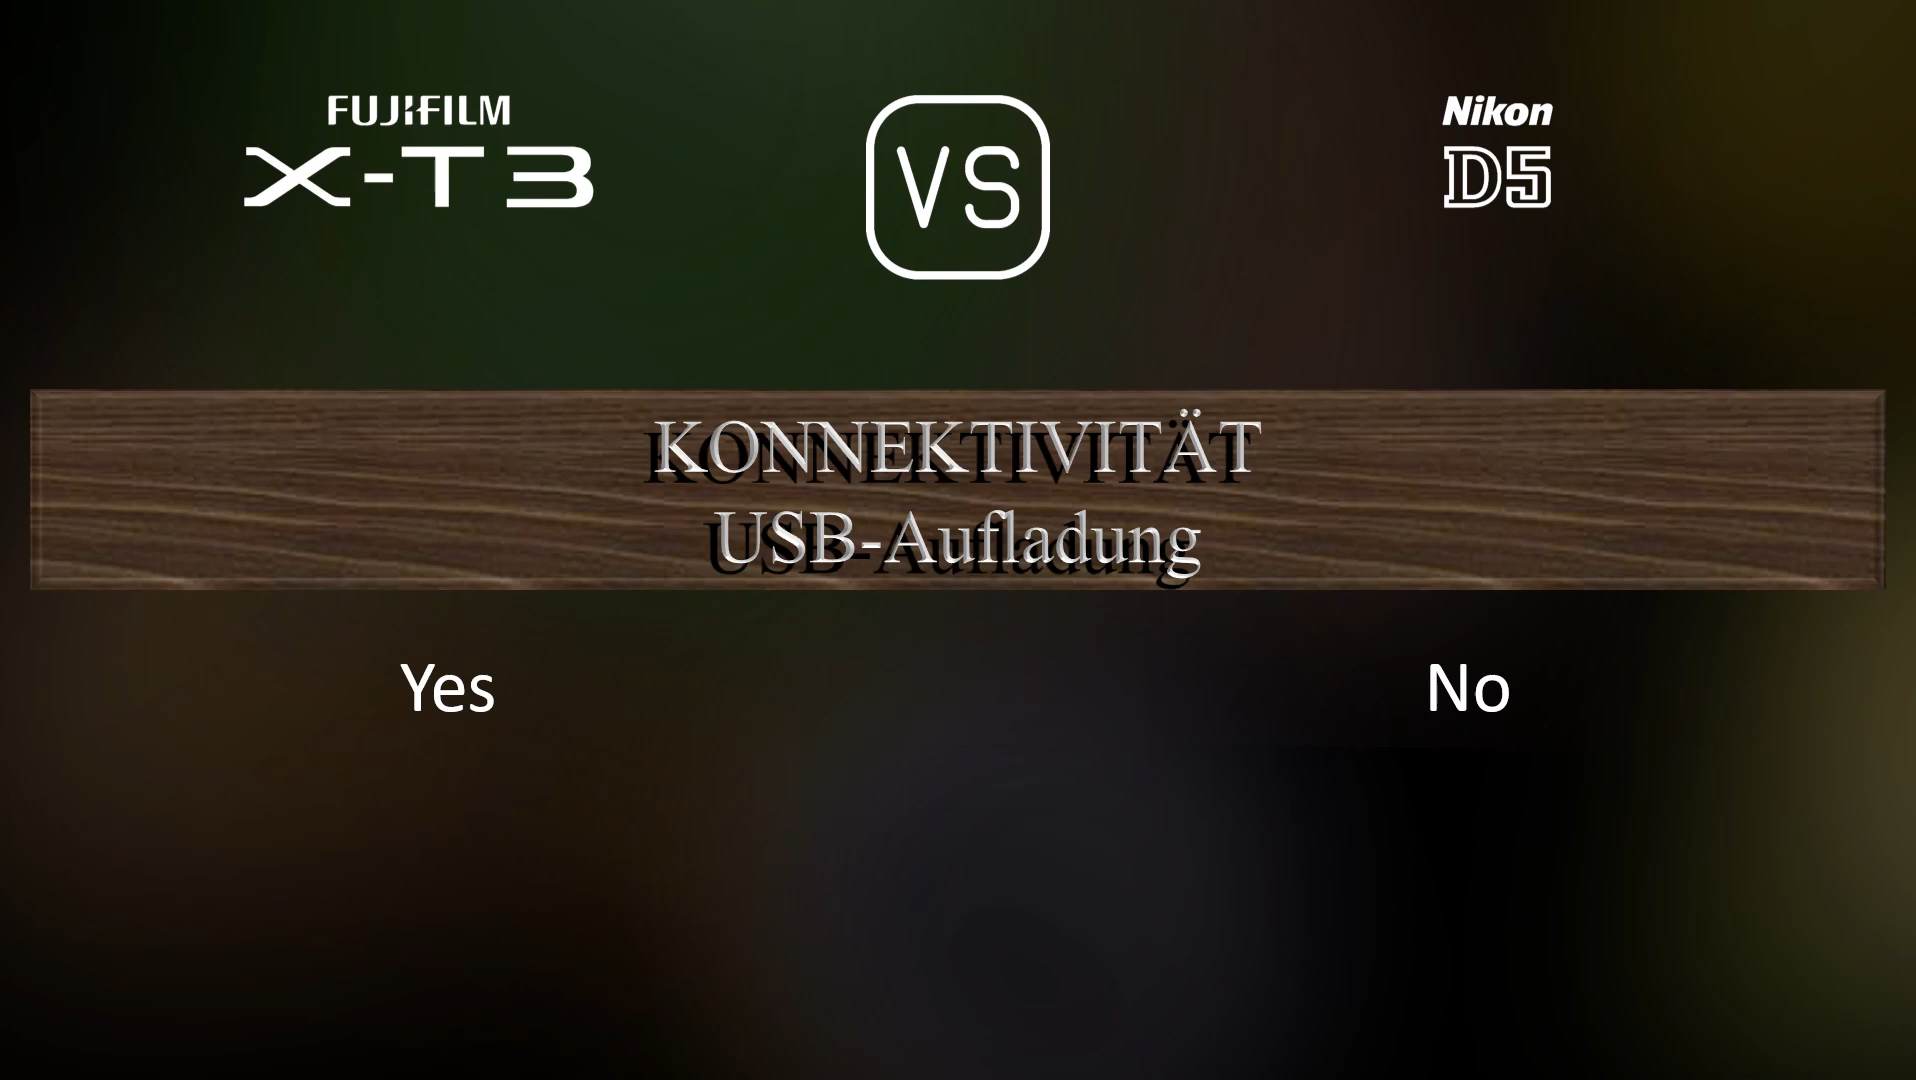 FUJIFILM
X-T3
VS
Nikon
D5
KONNEKTIVITÄT
USB-Aufladung
Yes
No